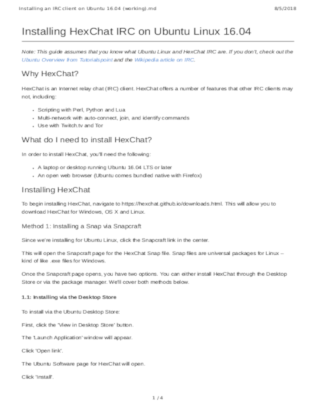 Installing an IRC client on Ubuntu 16.04 (working).md 8/5/2018
Installing HexChat IRC on Ubuntu Linux 16.04
Note: This guide assumes that you know what Ubuntu Linux and HexChat IRC are. If you don't, check out the
Ubuntu Overview from Tutorialspoint and the Wikipedia article on IRC.
Why HexChat?
HexChat is an Internet relay chat (IRC) client. HexChat offers a number of features that other IRC clients may
not, including:
Scripting with Perl, Python and Lua
Multi-network with auto-connect, join, and identify commands
Use with Twitch.tv and Tor
What do I need to install HexChat?
In order to install HexChat, you'll need the following:
A laptop or desktop running Ubuntu 16.04 LTS or later
An open web browser (Ubuntu comes bundled native with Firefox)
Installing HexChat
To begin installing HexChat, navigate to https://hexchat.github.io/downloads.html. This will allow you to
download HexChat for Windows, OS X and Linux.
Method 1: Installing a Snap via Snapcraft
Since we're installing for Ubuntu Linux, click the Snapcraft link in the center.
This will open the Snapcraft page for the HexChat Snap file. Snap files are universal packages for Linux –
kind of like .exe files for Windows.
Once the Snapcraft page opens, you have two options. You can either install HexChat through the Desktop
Store or via the package manager. We'll cover both methods below.
1.1: Installing via the Desktop Store
To install via the Ubuntu Desktop Store:
First, click the 'View in Desktop Store' button.
The 'Launch Application' window will appear.
Click 'Open link'.
The Ubuntu Software page for HexChat will open.
Click 'Install'.
1 / 4